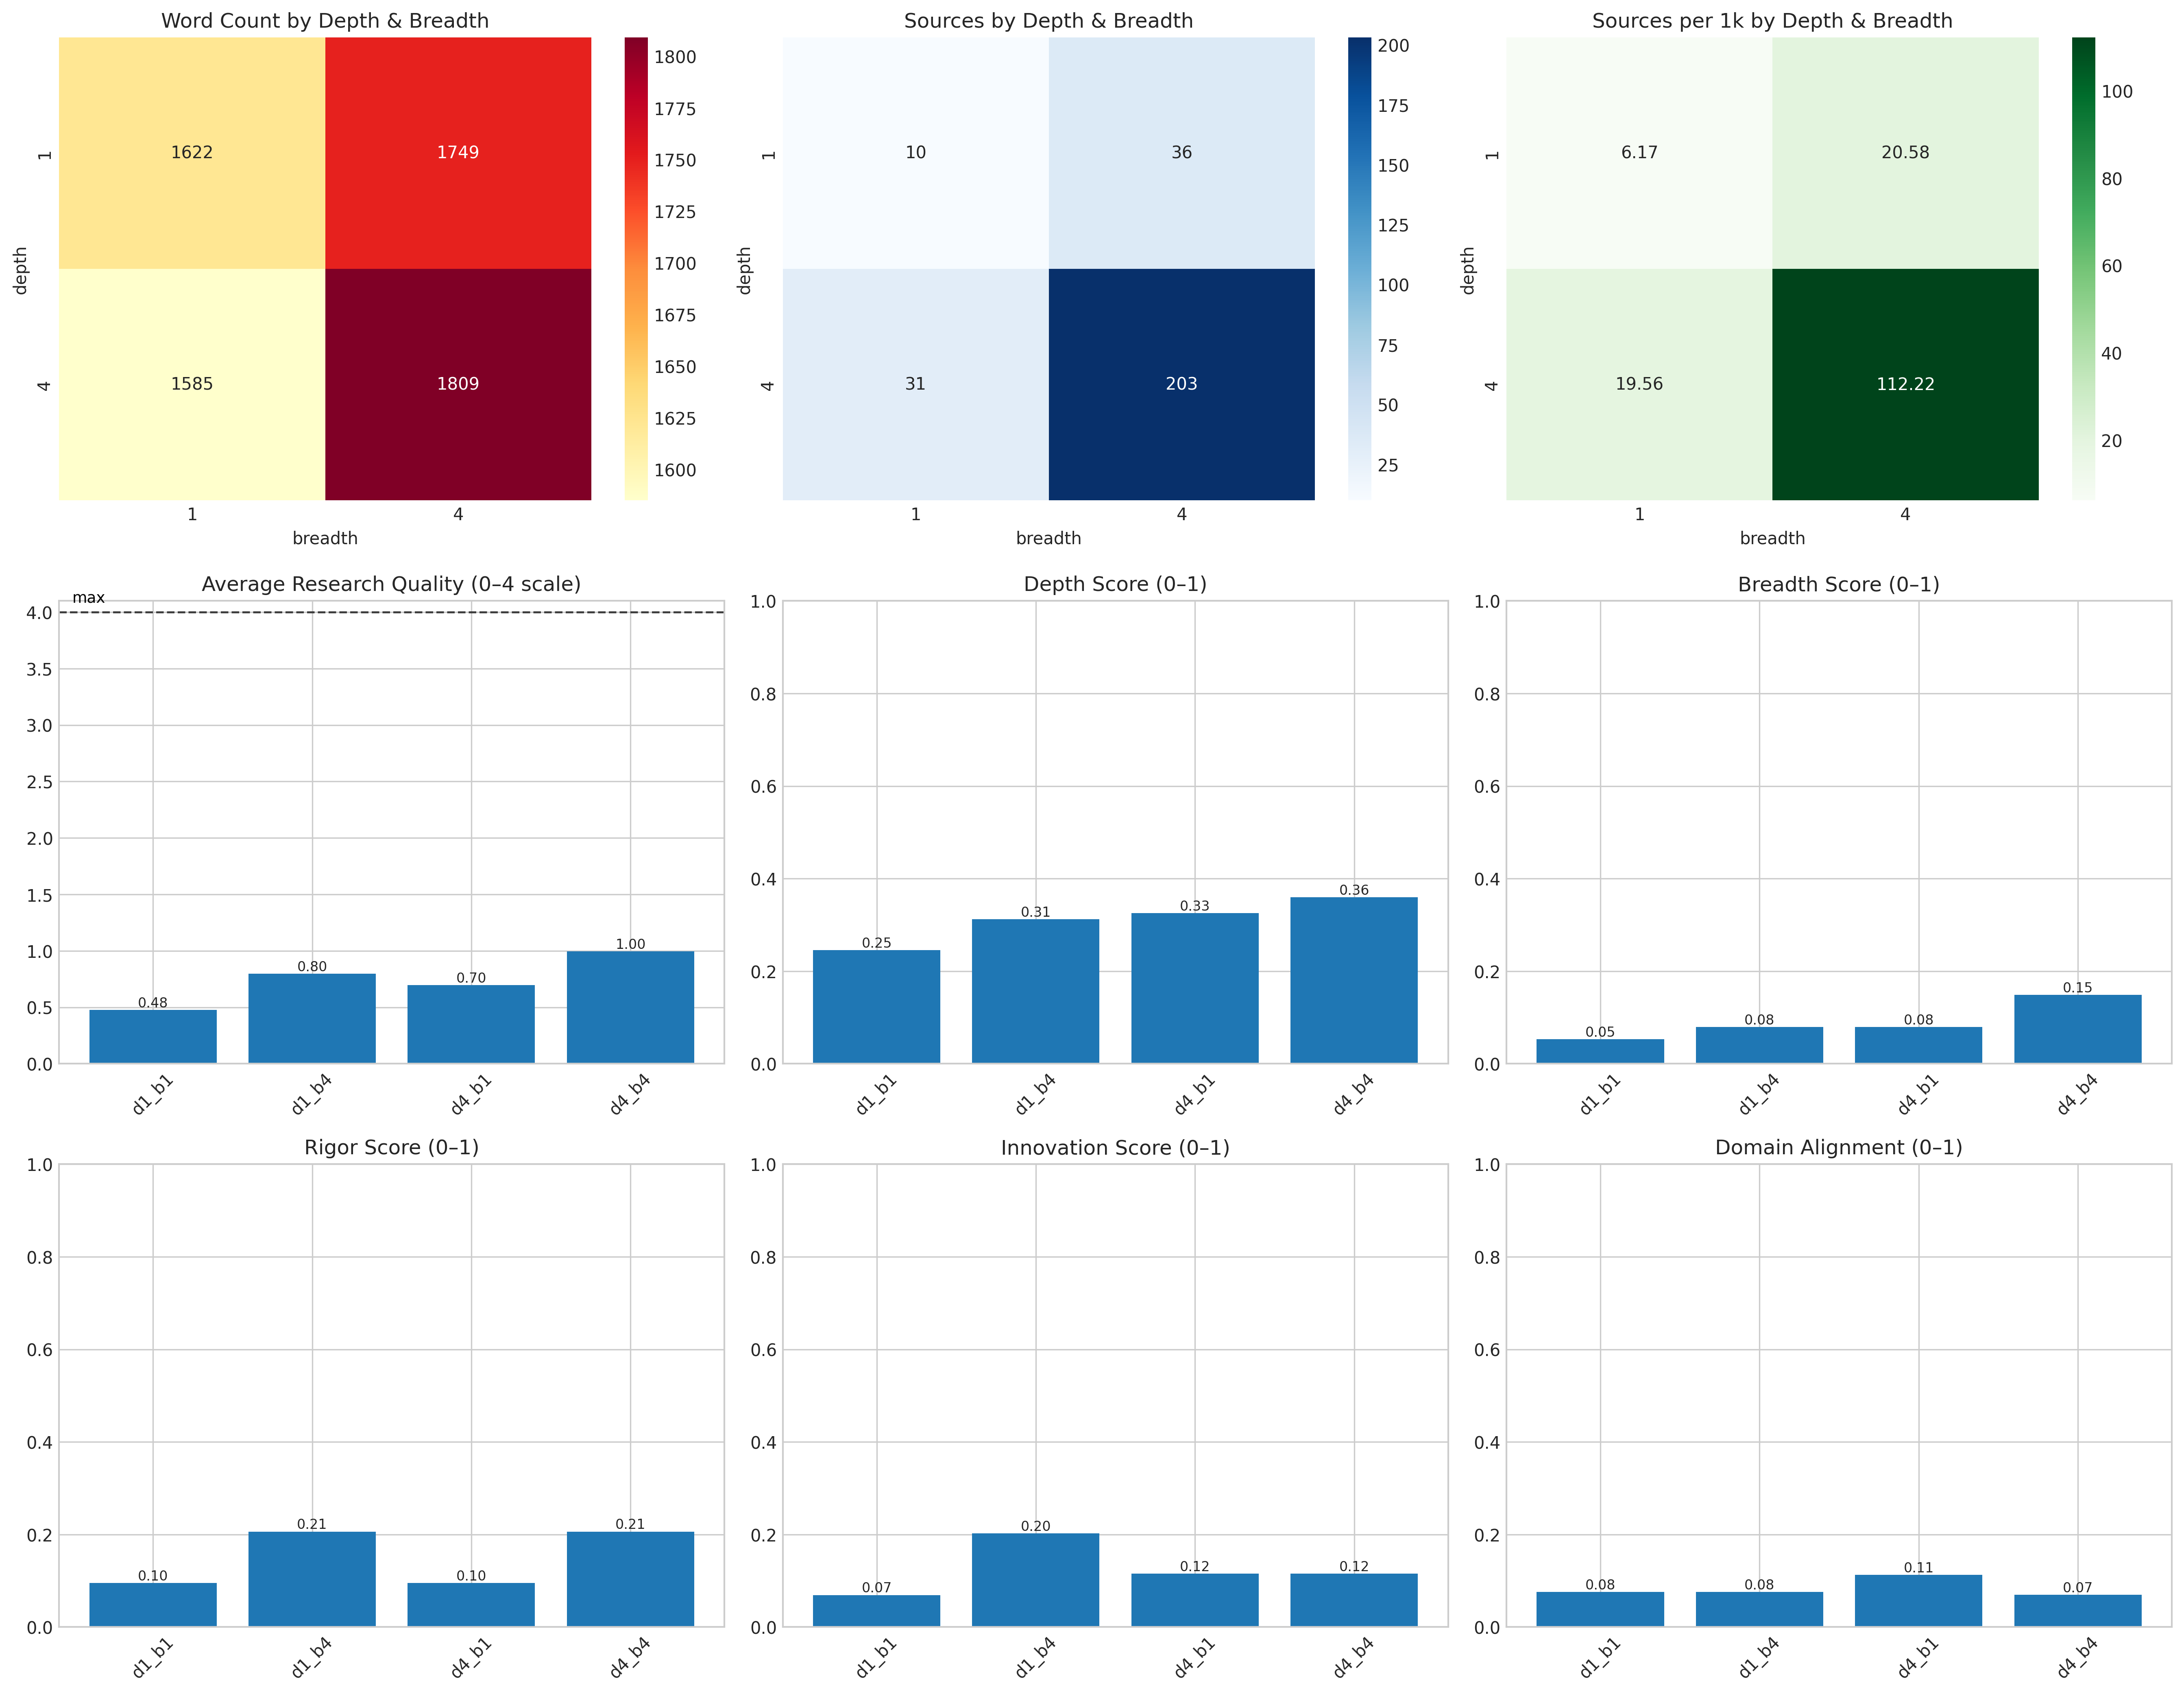 Word Count by Depth & Breadth
1622 1749
1585 1809
1 4
depth
1 4
breadth
1800
1775
1750
1725
1700
1675
1650
1625
1600
Sources by Depth & Breadth
10 36
31 203
1 4
depth
1 4
breadth
200
175
150
125
100
75
50
25
Sources per 1k by Depth & Breadth
6.17 20.58
19.56 112.22
1 4
depth
1 4
breadth
100
80
60
40
20
Average Research Quality (0–4 scale)
max
4.0
3.5
3.0
2.5
2.0
1.5
1.0
0.5
0.0
0.48 0.80 0.70 1.00
d1_b1 d1_b4 d4_b1 d4_b4
Depth Score (0–1)
1.0
0.8
0.6
0.4
0.2
0.0
0.25 0.31 0.33 0.36
d1_b1 d1_b4 d4_b1 d4_b4
Breadth Score (0–1)
1.0
0.8
0.6
0.4
0.2
0.0
0.05 0.08 0.08 0.15
d1_b1 d1_b4 d4_b1 d4_b4
Rigor Score (0–1)
1.0
0.8
0.6
0.4
0.2
0.0
0.10 0.21 0.10 0.21
d1_b1 d1_b4 d4_b1 d4_b4
Innovation Score (0–1)
1.0
0.8
0.6
0.4
0.2
0.0
0.07 0.20 0.12 0.12
d1_b1 d1_b4 d4_b1 d4_b4
Domain Alignment (0–1)
1.0
0.8
0.6
0.4
0.2
0.0
0.08 0.08 0.11 0.07
d1_b1 d1_b4 d4_b1 d4_b4